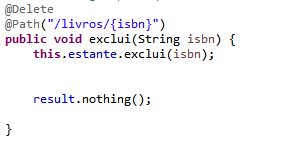 @Delete
@Path("/livros/{isbn}")
public void exclui(String isbn) {
    this.estante.exclui(isbn);
    result.nothing();
}